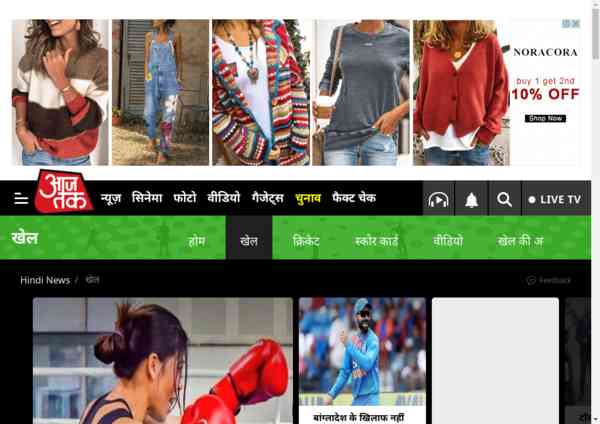 NORACORA
buy 1 get 2nd
10% OFF
Shop Now
आज तक
न्यूज़ सिनेमा फोटो वीडियो गैजेट्स चुनाव फैक्ट चेक
LIVE TV
खेल
होम खेल क्रिकेट स्कोर कार्ड वीडियो खेल की
Hindi News / खेल
Feedback
बांग्लादेश के खिलाफ नहीं